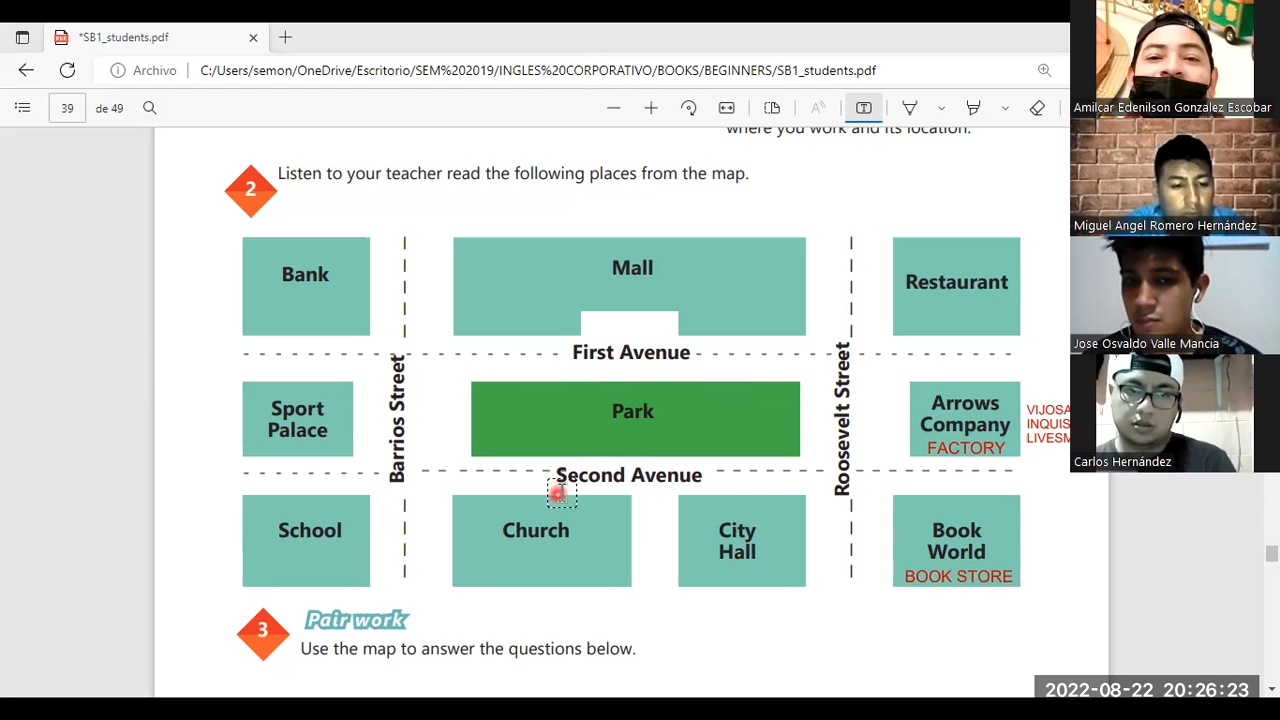 *SB1_students.pdf
Archivo
C:/Users/semon/OneDrive/Escritorio/SEM%2019/INGLES%20CORPORATIVO/BOOKS/BEGINNERS/SB1_students.pdf
39
de 49
where you work and its location.
2
Listen to your teacher read the following places from the map.
Bank
Mall
Restaurant
First Avenue
Barrios Street
Roosevelt Street
Sport
Palace
Park
Arrows
Company
FACTORY
VIJOSA
INQUIS
LIVESM
Second Avenue
School
Church
City
Hall
Book
World
BOOK STORE
3
Pair work
Use the map to answer the questions below.
Amilcar Edenilson Gonzalez Escobar
Miguel Angel Romero Hernández
Jose Osvaldo Valle Mancia
Carlos Hernández
2022-08-22 20:26:23